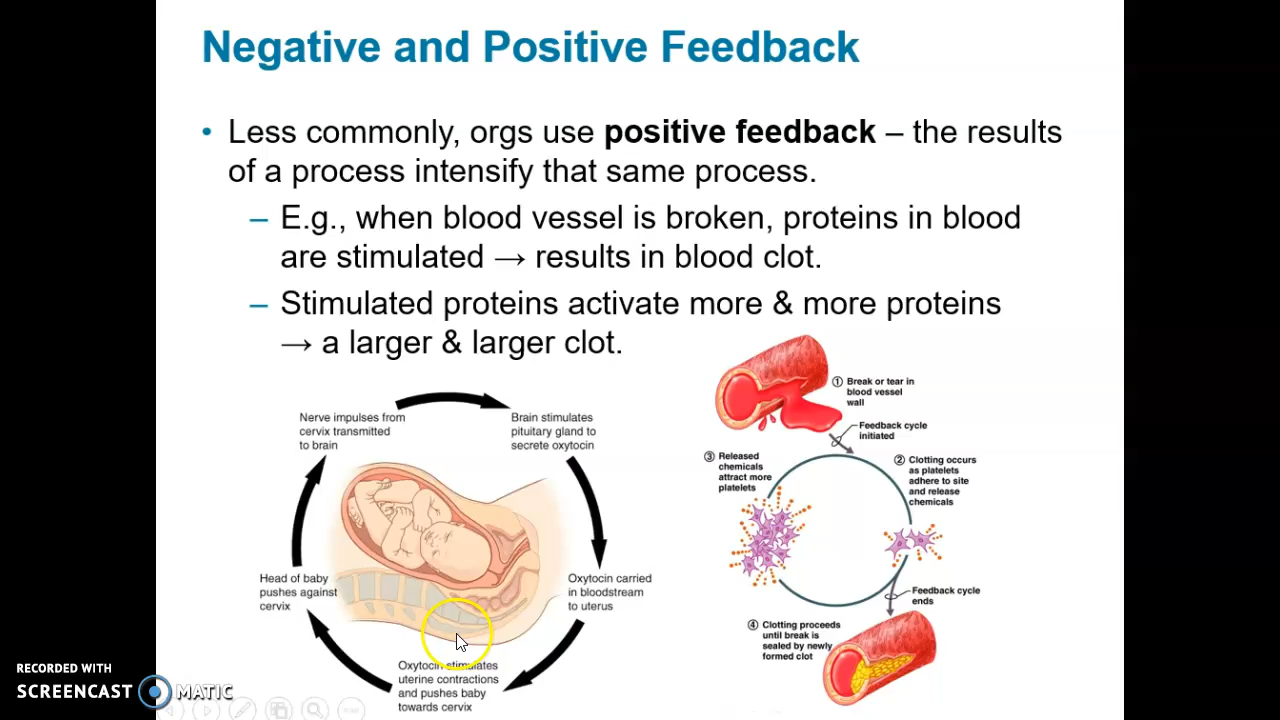 Negative and Positive Feedback
• Less commonly, orgs use positive feedback – the results
of a process intensify that same process.
– E.g., when blood vessel is broken, proteins in blood
are stimulated → results in blood clot.
– Stimulated proteins activate more & more proteins
→ a larger & larger clot.
Nerve impulses from
cervix transmitted
to brain
Brain stimulates
pituitary gland to
secrete oxytocin
Oxytocin carried
in bloodstream
to uterus
Oxytocin stimulates
uterine contractions
and pushes baby
towards cervix
Head of baby
pushes against
cervix
① Break or tear in
blood vessel
wall
Feedback cycle
initiated
② Clotting occurs
as platelets
adhere to site
and release
chemicals
③ Released
chemicals
attract more
platelets
Feedback cycle
ends
④ Clotting proceeds
until break is
sealed by newly
formed clot
RECORDED WITH
SCREENCAST MATIC